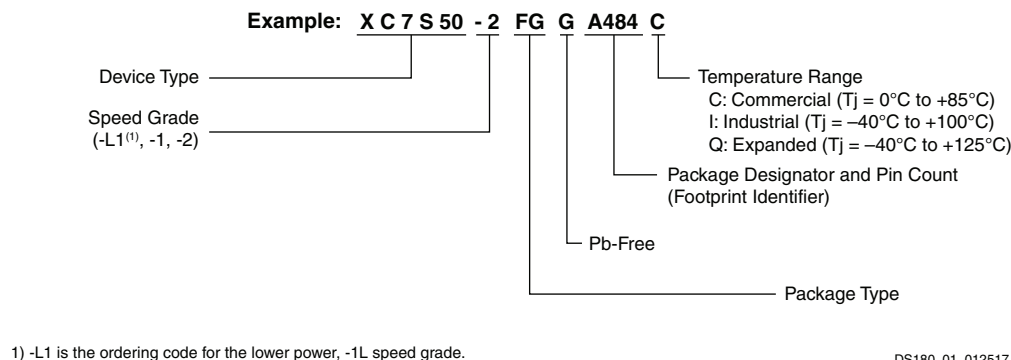 Example: X C 7 S 50 - 2 FG G A484 C
Device Type
Speed Grade
(-L1(1), -1, -2)
Temperature Range
C: Commercial (Tj = 0°C to +85°C)
I: Industrial (Tj = –40°C to +100°C)
Q: Expanded (Tj = –40°C to +125°C)
Package Designator and Pin Count
(Footprint Identifier)
Pb-Free
Package Type
1) -L1 is the ordering code for the lower power, -1L speed grade.
DS180_01_012517